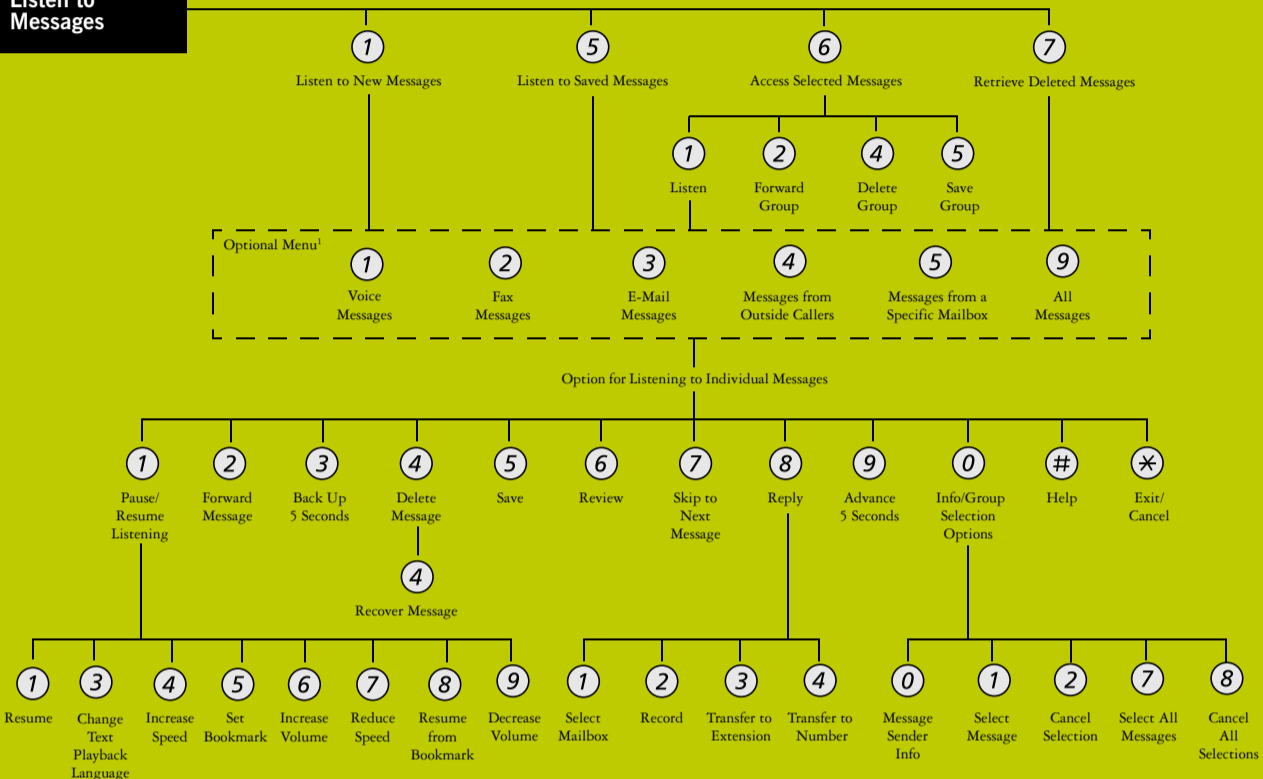 Listen to
Messages
1 5 6 7
Listen to New Messages Listen to Saved Messages Access Selected Messages Retrieve Deleted Messages
1 2 4 5
Listen Forward Delete Save
Group Group Group
Optional Menu¹
1 2 3 4 5 9
Voice Fax E-Mail Messages from Messages from a All
Messages Messages Messages Outside Callers Specific Mailbox Messages
Option for Listening to Individual Messages
1 2 3 4 5 6 7 8 9 0 # *
Pause/ Forward Back Up Delete Save Review Skip to Reply Advance Info/Group Help Exit/
Resume Message 5 Seconds Message Next 5 Seconds Selection Cancel
Listening Message Options
4
Recover Message
1 3 4 5 6 7 8 9 1 2 3 4 0 1 2 7 8
Resume Change Increase Set Increase Reduce Resume Decrease Select Record Transfer to Transfer to Message Select Cancel Select All Cancel
Text Speed Bookmark Volume Speed from Volume Mailbox Extension Number Sender Message Selection Messages All
Playback Bookmark Info Selections
Language